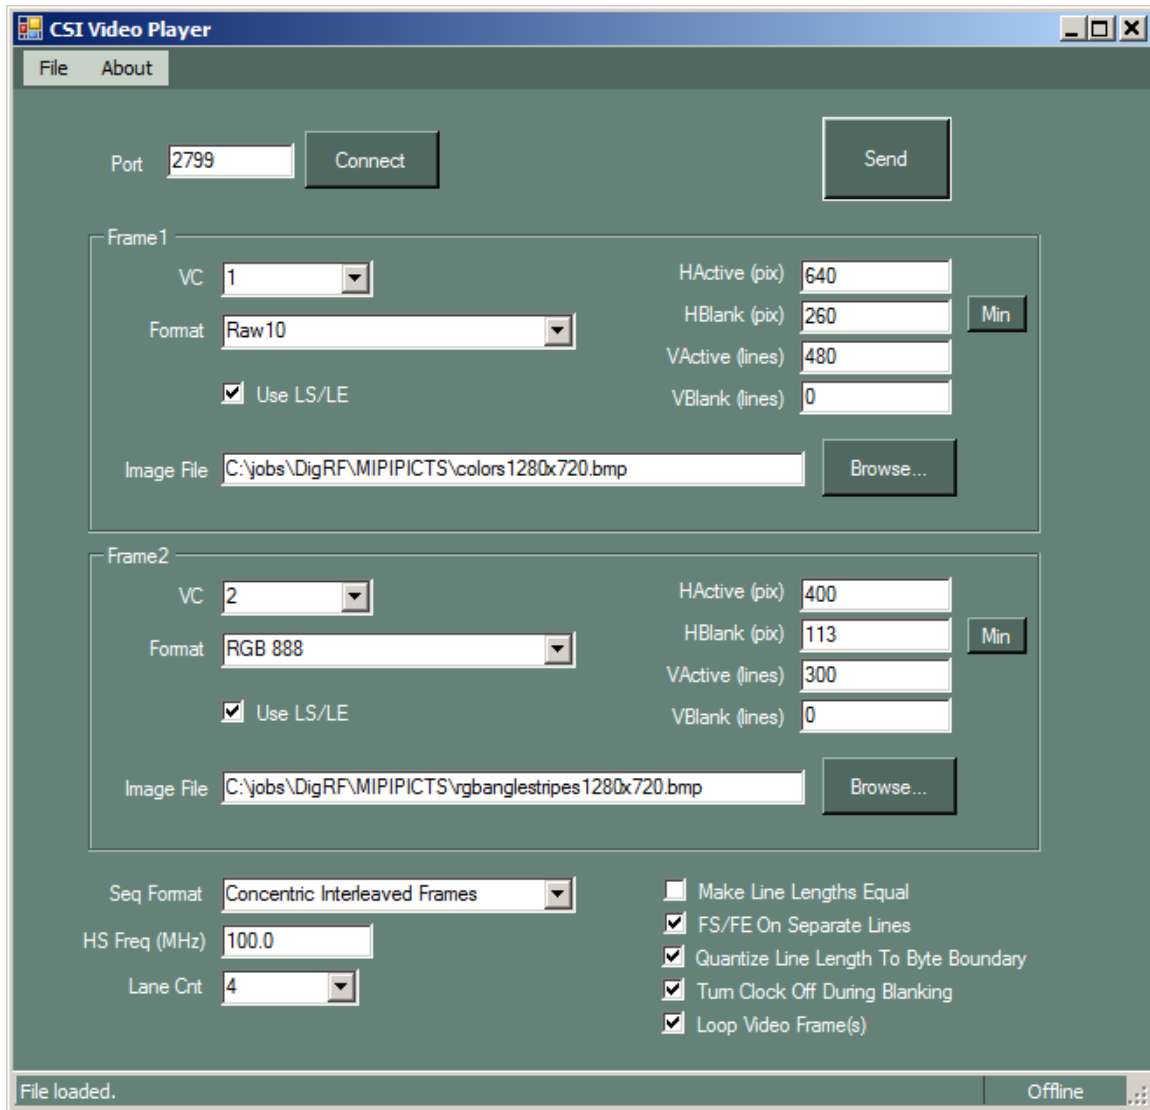 CSI Video Player
File About
Port 2799 Connect Send
Frame1
VC 1 HActive (pix) 640
HBlank (pix) 260 Min
Format Raw10
VActive (lines) 480
Use LS/LE VBlank (lines) 0
Image File C:\jobs\DigRF\MIPIPICTS\colors1280x720.bmp Browse...
Frame2
VC 2 HActive (pix) 400
HBlank (pix) 113 Min
Format RGB 888
VActive (lines) 300
Use LS/LE VBlank (lines) 0
Image File C:\jobs\DigRF\MIPIPICTS\rgbanglestripes1280x720.bmp Browse...
Seq Format Concentric Interleaved Frames Make Line Lengths Equal
FS/FE On Separate Lines
HS Freq (MHz) 100.0
Quantize Line Length To Byte Boundary
Lane Cnt 4 Turn Clock Off During Blanking
Loop Video Frame(s)
File loaded. Offline